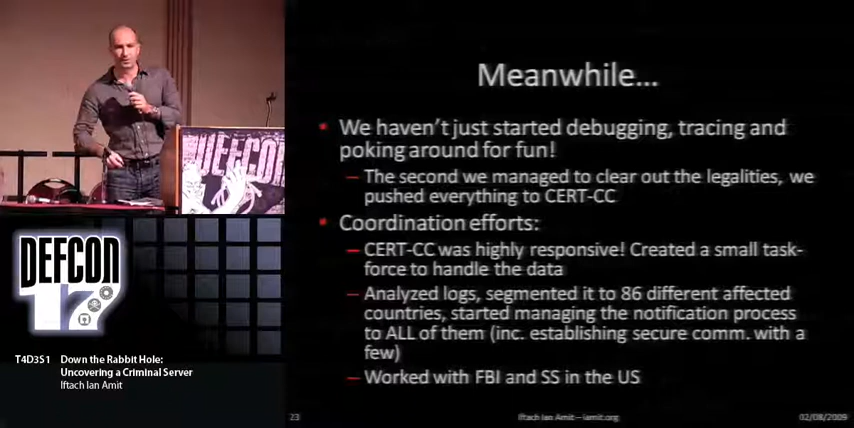 DEFCON
DEFCON
17
T4D3S1 Down the Rabbit Hole:
Uncovering a Criminal Server
Iftach Ian Amit
Meanwhile...
We haven't just started debugging, tracing and
poking around for fun!
– The second we managed to clear out the legalities, we
pushed everything to CERT-CC
Coordination efforts:
– CERT-CC was highly responsive! Created a small task-
force to handle the data
– Analyzed logs, segmented it to 86 different affected
countries, started managing the notification process
to ALL of them (inc. establishing secure comm. with a
few)
– Worked with FBI and SS in the US
23
Iftach Ian Amit – iamit.org
02/08/2009